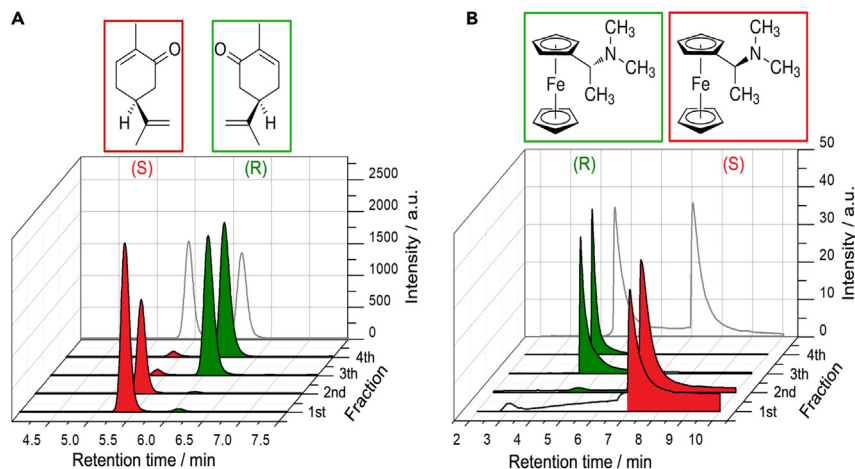 A
O
H
O
H
(S)
(R)
2500
2000
1500
1000
500
0
Intensity / a.u.
4th
3th
2nd
1st
Fraction
4.5 5.0 5.5 6.0 6.5 7.0 7.5
Retention time / min
B
Fe
CH3
N
CH3
CH3
Fe
CH3
N
CH3
CH3
(R)
(S)
50
40
30
20
10
0
Intensity / a.u.
4th
3th
2nd
1st
Fraction
2 3 4 5 6 7 8 9 10
Retention time / min